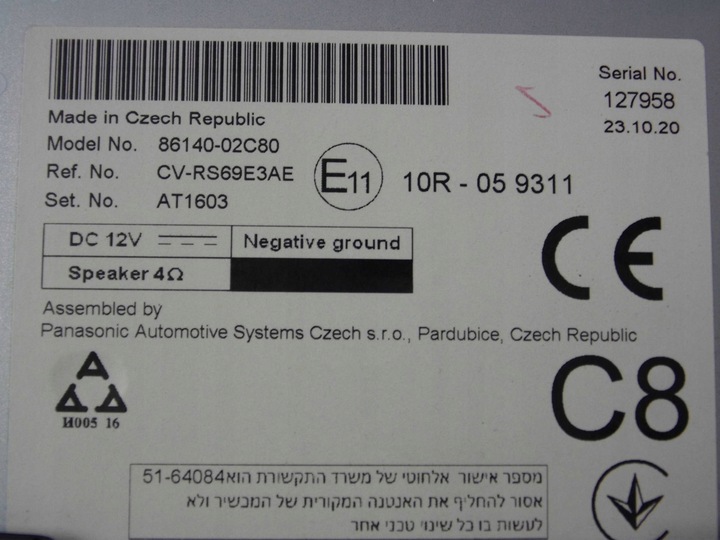 Serial No.
127958
23.10.20
Made in Czech Republic
Model No. 86140-02C80
Ref. No. CV-RS69E3AE
Set. No. AT1603
E11 10R - 05 9311
DC 12V Negative ground
Speaker 4Ω
CE
Assembled by
Panasonic Automotive Systems Czech s.r.o., Pardubice, Czech Republic
C8
И005 16
מספר אישור אלחוטי של משרד התקשורת הוא 51-64084
אסור להחליף את האנטנה המקורית של המכשיר ולא
לעשות בו כל שינוי טכני אחר